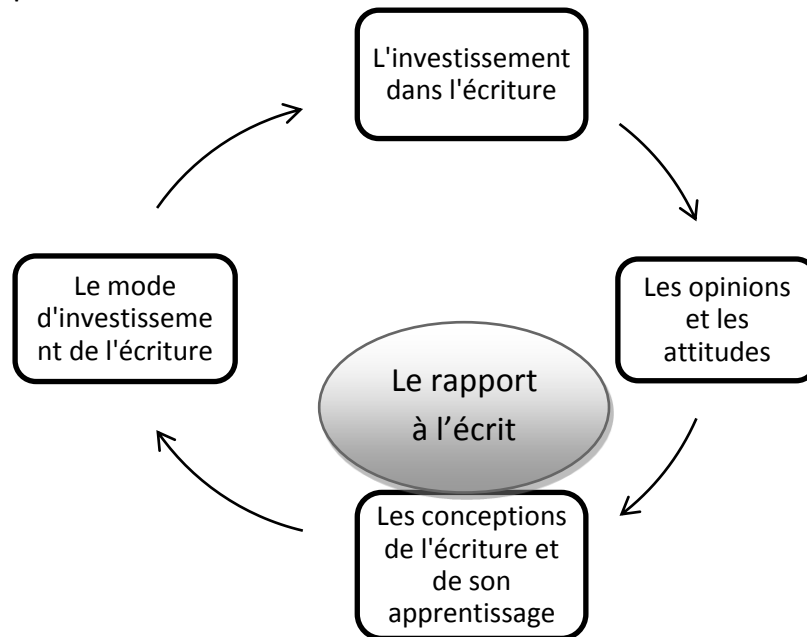 L'investissement
dans l'écriture
Les opinions
et les
attitudes
Le mode
d'investisseme
nt de l'écriture
Le rapport
à l’écrit
Les conceptions
de l'écriture et
de son
apprentissage